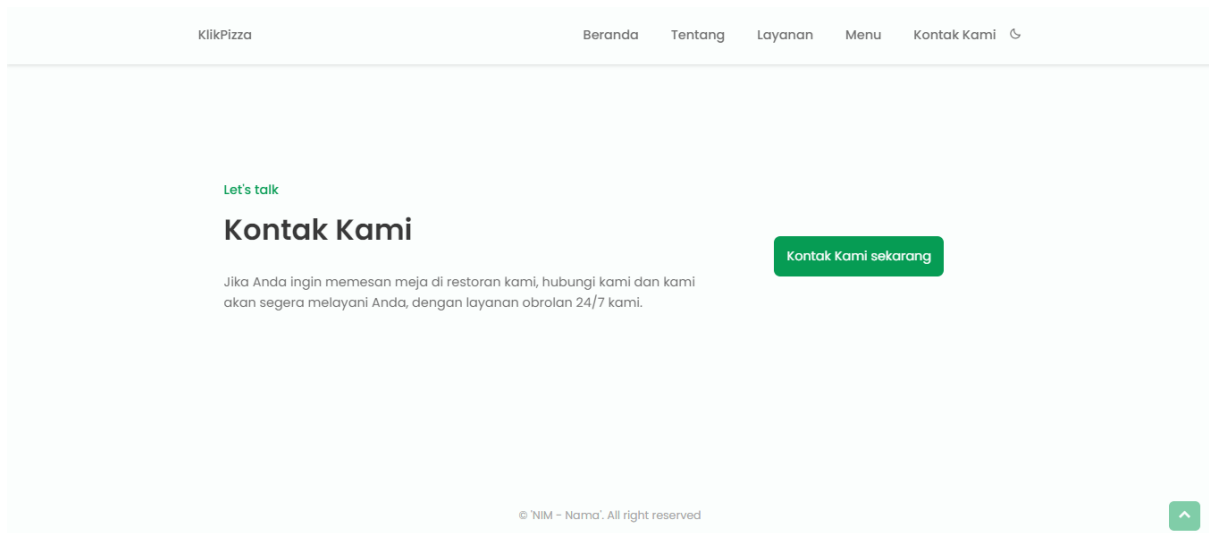 KlikPizza Beranda Tentang Layanan Menu Kontak Kami
Let's talk
Kontak Kami
Jika Anda ingin memesan meja di restoran kami, hubungi kami dan kami
akan segera melayani Anda, dengan layanan obrolan 24/7 kami.
Kontak Kami sekarang
© 'NIM - Nama'. All right reserved